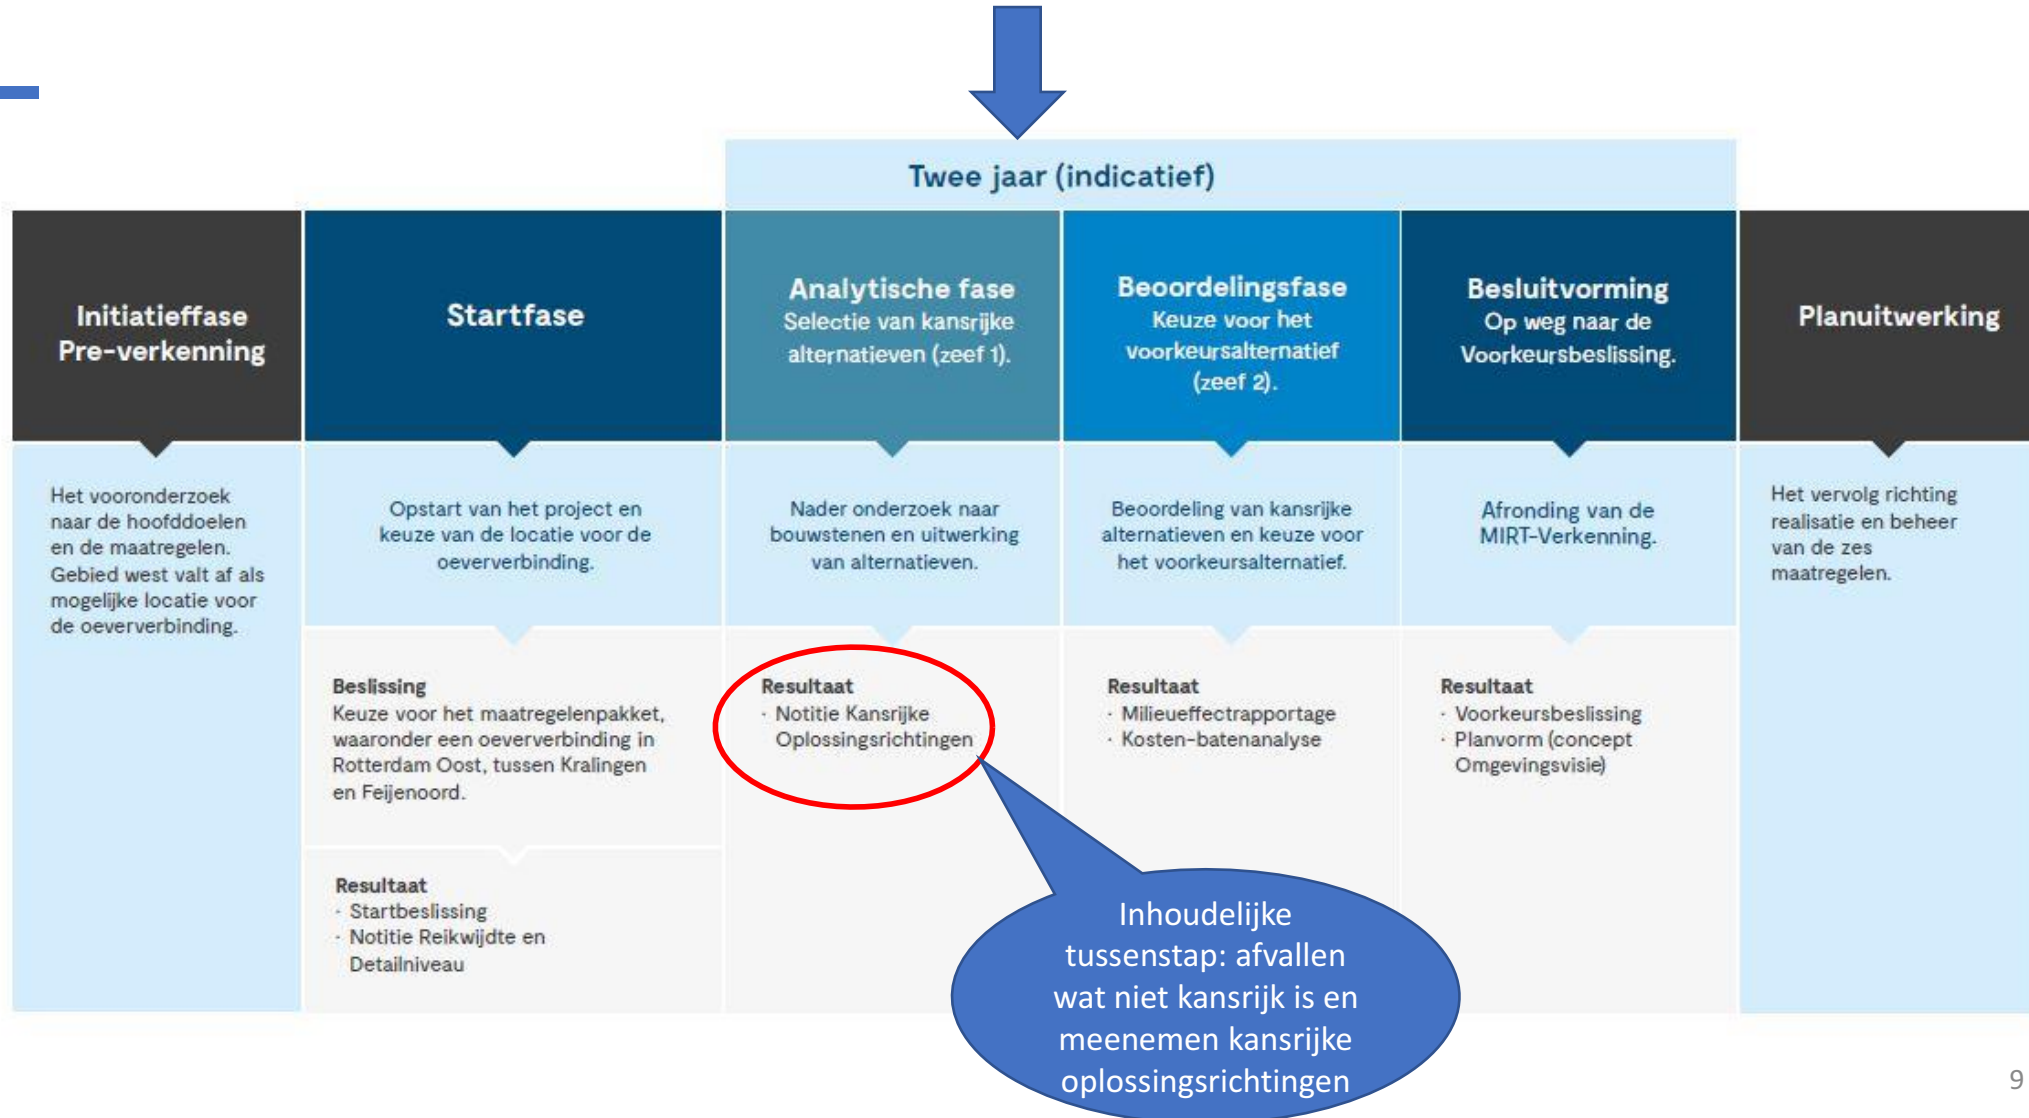 Twee jaar (indicatief)
Initiatieffase
Pre-verkenning
Startfase
Analytische fase
Selectie van kansrijke
alternatieven (zeef 1).
Beoordelingsfase
Keuze voor het
voorkeursalternatief
(zeef 2).
Besluitvorming
Op weg naar de
Voorkeursbeslissing.
Planuitwerking
Het vooronderzoek
naar de hoofddoelen
en de maatregelen.
Gebied west valt af als
mogelijke locatie voor
de oeververbinding.
Opstart van het project en
keuze van de locatie voor de
oeververbinding.
Nader onderzoek naar
bouwstenen en uitwerking
van alternatieven.
Beoordeling van kansrijke
alternatieven en keuze voor
het voorkeursalternatief.
Afronding van de
MIRT-Verkenning.
Het vervolg richting
realisatie en beheer
van de zes
maatregelen.
Beslissing
Keuze voor het maatregelenpakket,
waaronder een oeververbinding in
Rotterdam Oost, tussen Kralingen
en Feijenoord.
Resultaat
· Startbeslissing
· Notitie Reikwijdte en
Detailniveau
Resultaat
· Notitie Kansrijke
Oplossingsrichtingen
Resultaat
· Milieueffectrapportage
· Kosten-batenanalyse
Resultaat
· Voorkeursbeslissing
· Planvorm (concept
Omgevingsvisie)
Inhoudelijke
tussenstap: afvallen
wat niet kansrijk is en
meenemen kansrijke
oplossingsrichtingen
9